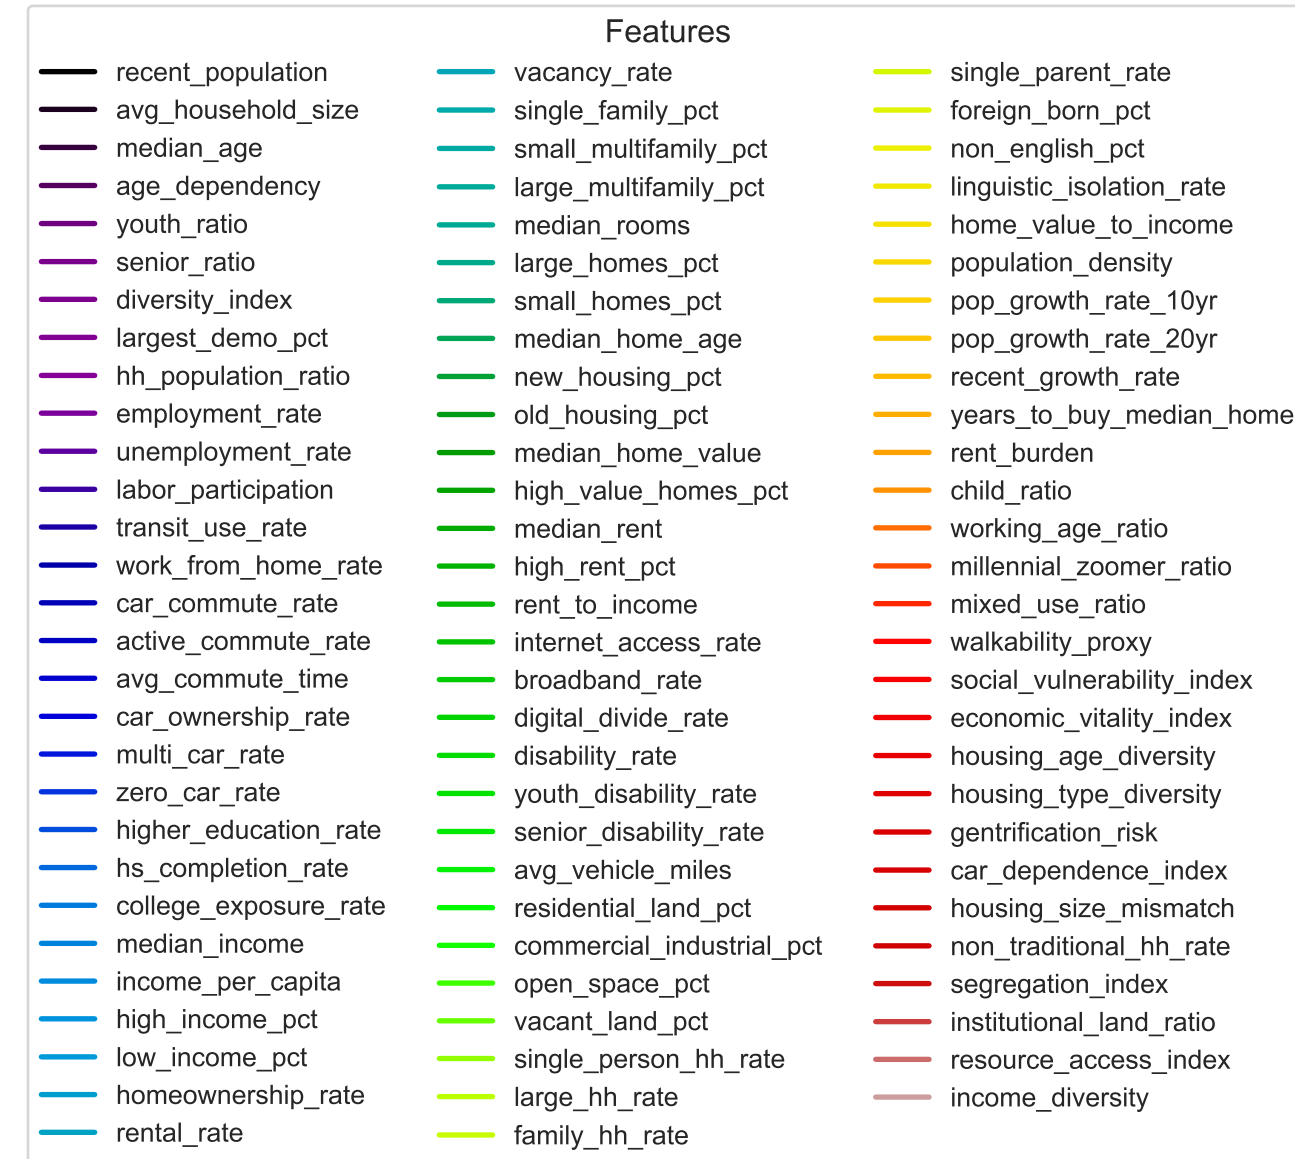 Features
recent_population
avg_household_size
median_age
age_dependency
youth_ratio
senior_ratio
diversity_index
largest_demo_pct
hh_population_ratio
employment_rate
unemployment_rate
labor_participation
transit_use_rate
work_from_home_rate
car_commute_rate
active_commute_rate
avg_commute_time
car_ownership_rate
multi_car_rate
zero_car_rate
higher_education_rate
hs_completion_rate
college_exposure_rate
median_income
income_per_capita
high_income_pct
low_income_pct
homeownership_rate
rental_rate
vacancy_rate
single_family_pct
small_multifamily_pct
large_multifamily_pct
median_rooms
large_homes_pct
small_homes_pct
median_home_age
new_housing_pct
old_housing_pct
median_home_value
high_value_homes_pct
median_rent
high_rent_pct
rent_to_income
internet_access_rate
broadband_rate
digital_divide_rate
disability_rate
youth_disability_rate
senior_disability_rate
avg_vehicle_miles
residential_land_pct
commercial_industrial_pct
open_space_pct
vacant_land_pct
single_person_hh_rate
large_hh_rate
family_hh_rate
single_parent_rate
foreign_born_pct
non_english_pct
linguistic_isolation_rate
home_value_to_income
population_density
pop_growth_rate_10yr
pop_growth_rate_20yr
recent_growth_rate
years_to_buy_median_home
rent_burden
child_ratio
working_age_ratio
millennial_zoomer_ratio
mixed_use_ratio
walkability_proxy
social_vulnerability_index
economic_vitality_index
housing_age_diversity
housing_type_diversity
gentrification_risk
car_dependence_index
housing_size_mismatch
non_traditional_hh_rate
segregation_index
institutional_land_ratio
resource_access_index
income_diversity